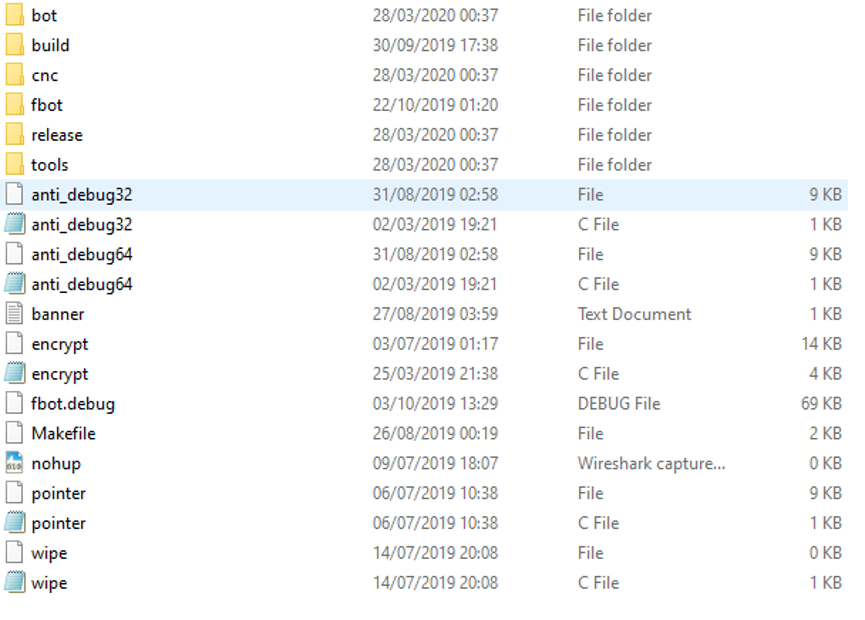 bot 28/03/2020 00:37 File folder
build 30/09/2019 17:38 File folder
cnc 28/03/2020 00:37 File folder
fbot 22/10/2019 01:20 File folder
release 28/03/2020 00:37 File folder
tools 28/03/2020 00:37 File folder
anti_debug32 31/08/2019 02:58 File 9 KB
anti_debug32 02/03/2019 19:21 C File 1 KB
anti_debug64 31/08/2019 02:58 File 9 KB
anti_debug64 02/03/2019 19:21 C File 1 KB
banner 27/08/2019 03:59 Text Document 1 KB
encrypt 03/07/2019 01:17 File 14 KB
encrypt 25/03/2019 21:38 C File 4 KB
fbot.debug 03/10/2019 13:29 DEBUG File 69 KB
Makefile 26/08/2019 00:19 File 2 KB
nohup 09/07/2019 18:07 Wireshark capture... 0 KB
pointer 06/07/2019 10:38 File 9 KB
pointer 06/07/2019 10:38 C File 1 KB
wipe 14/07/2019 20:08 File 0 KB
wipe 14/07/2019 20:08 C File 1 KB